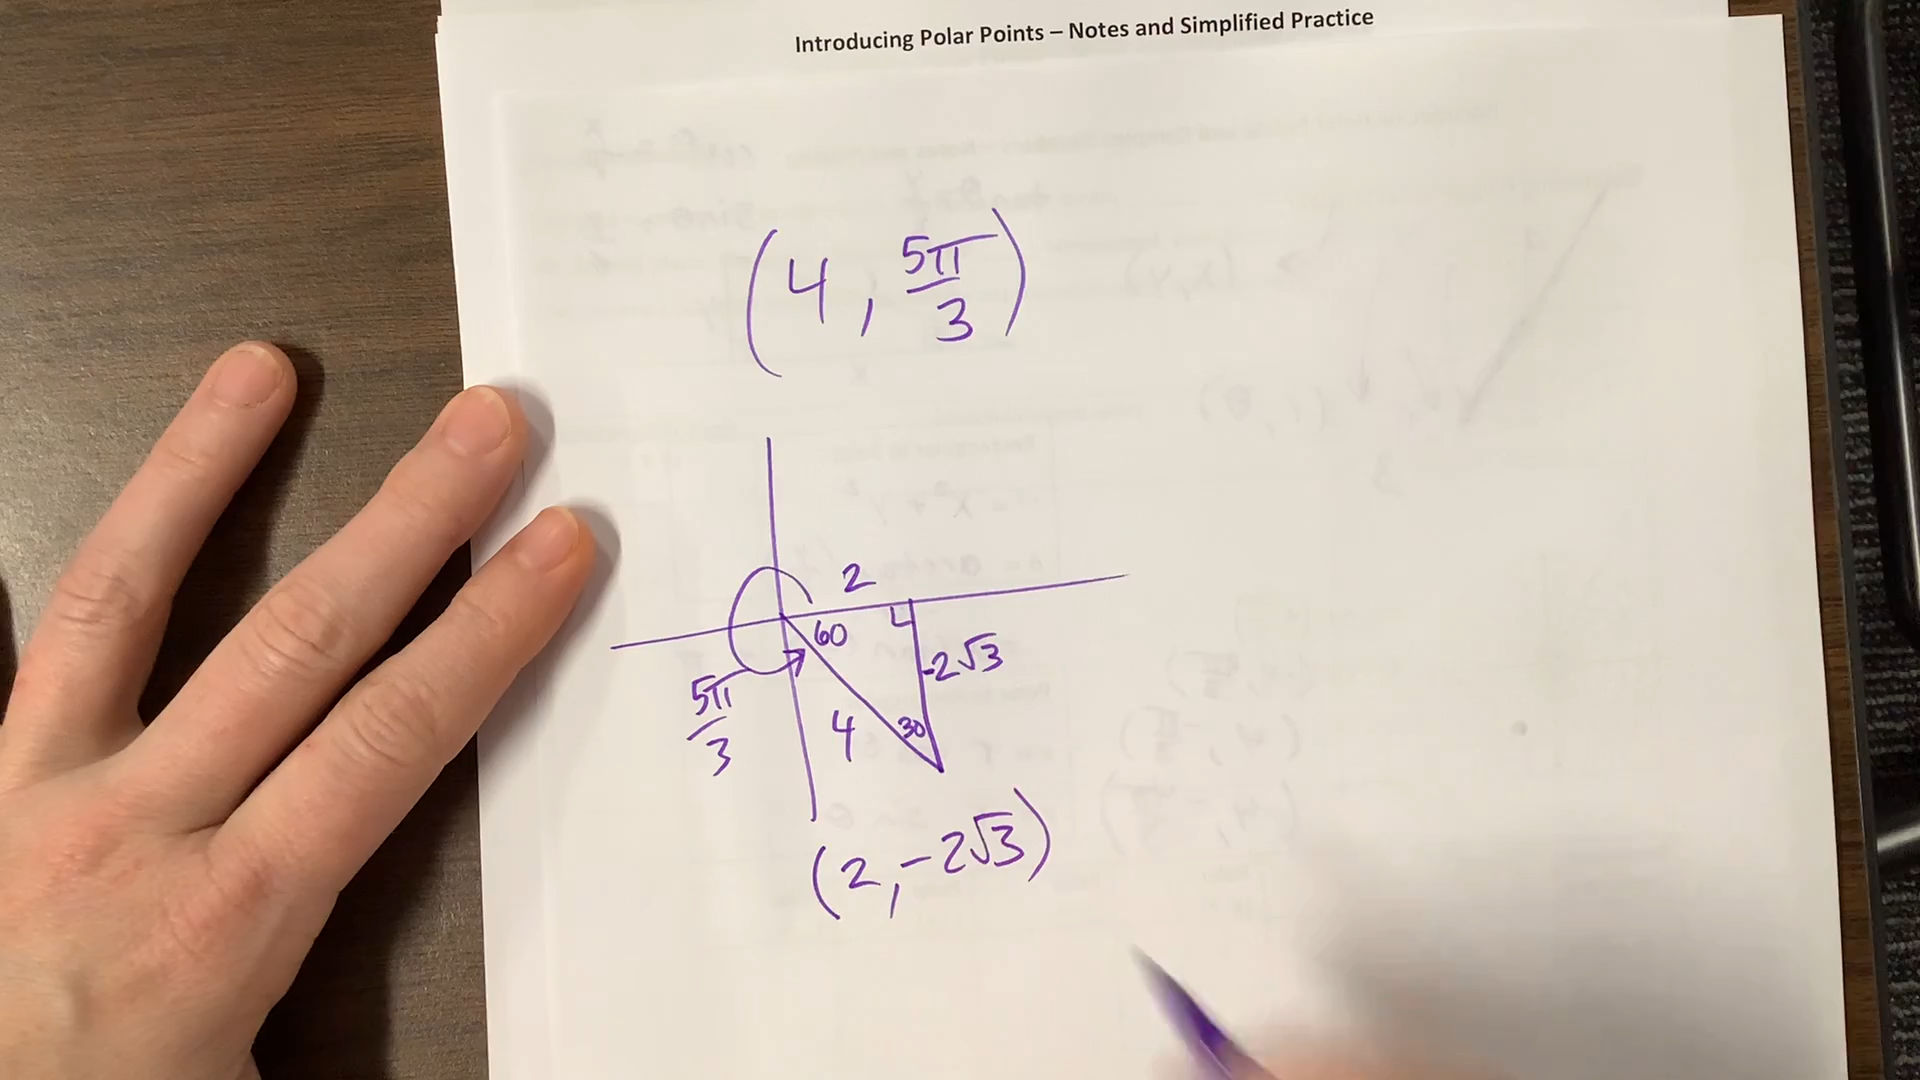 Introducing Polar Points – Notes and Simplified Practice
(4, 5π/3)
2
60
-2√3
5π/3
4
30
(2, -2√3)